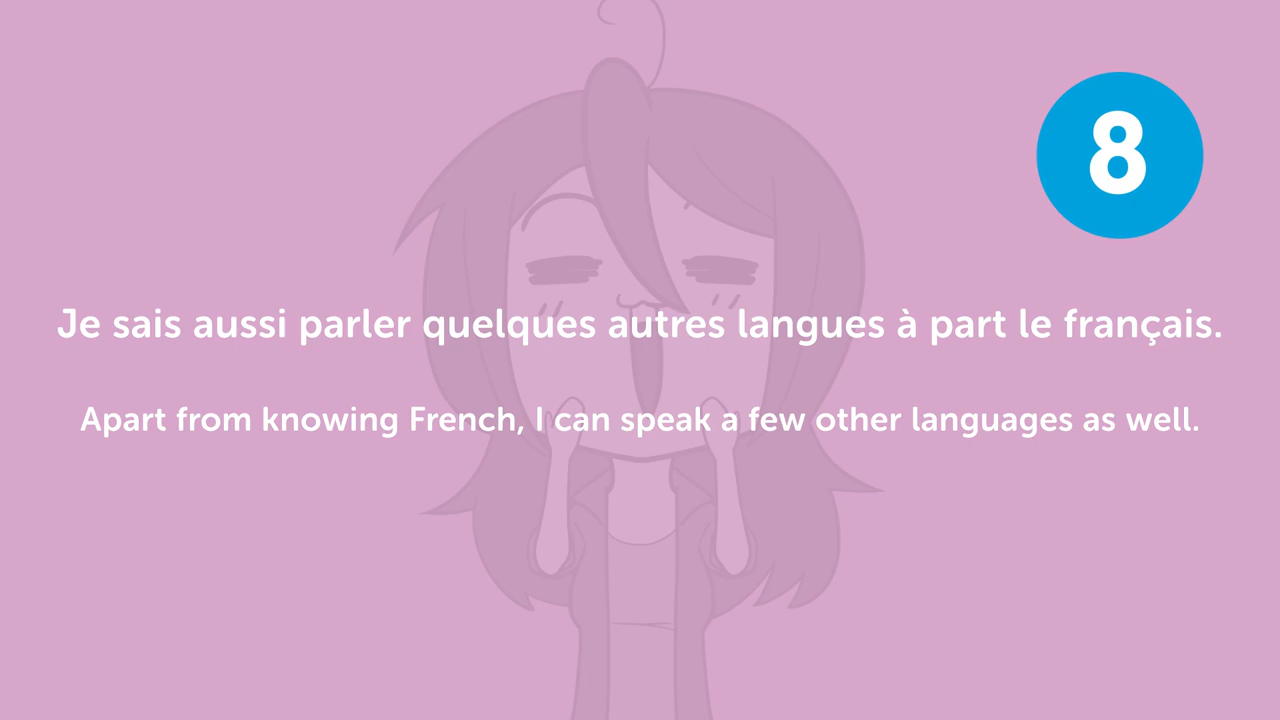 8
Je sais aussi parler quelques autres langues à part le français.
Apart from knowing French, I can speak a few other languages as well.